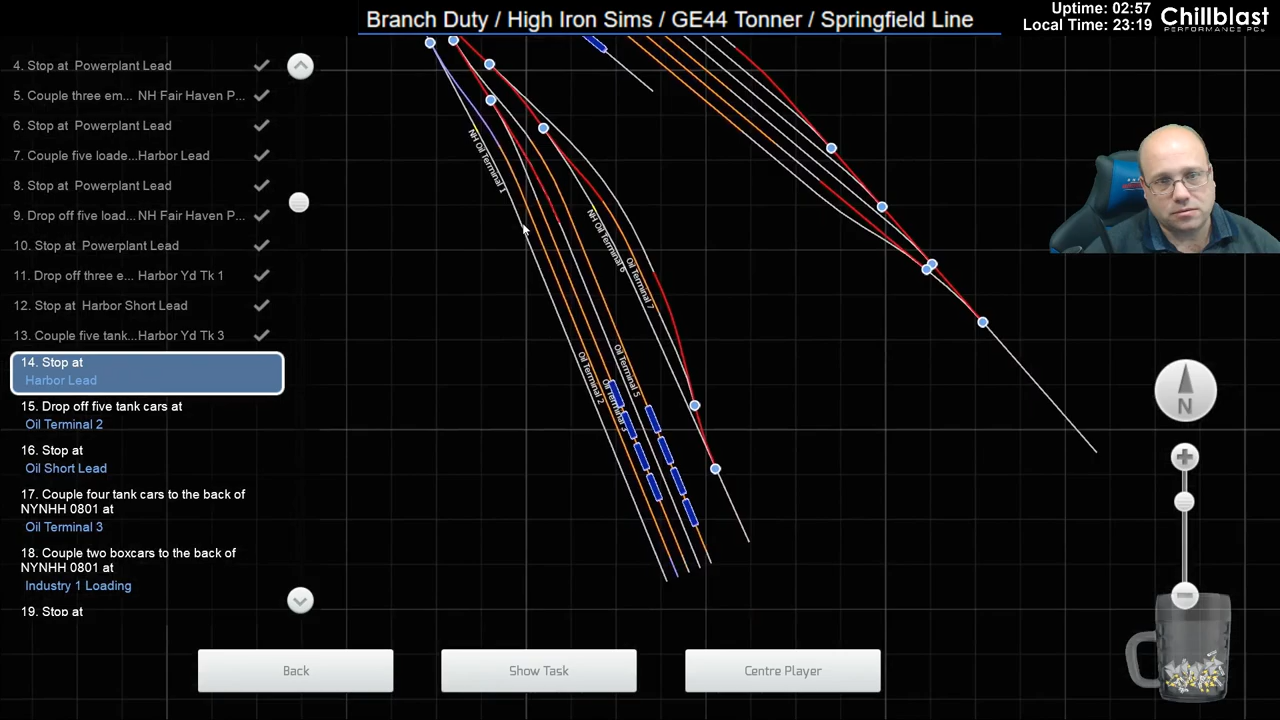 Branch Duty / High Iron Sims / GE44 Tonner / Springfield Line
Uptime: 02:57
Local Time: 23:19
Chillblast
PERFORMANCE PCs
4. Stop at Powerplant Lead
5. Couple three em... NH Fair Haven P...
6. Stop at Powerplant Lead
7. Couple five loade...Harbor Lead
8. Stop at Powerplant Lead
9. Drop off five load...NH Fair Haven P...
10. Stop at Powerplant Lead
11. Drop off three e... Harbor Yd Tk 1
12. Stop at Harbor Short Lead
13. Couple five tank...Harbor Yd Tk 3
14. Stop at
Harbor Lead
15. Drop off five tank cars at
Oil Terminal 2
16. Stop at
Oil Short Lead
17. Couple four tank cars to the back of
NYNHH 0801 at
Oil Terminal 3
18. Couple two boxcars to the back of
NYNHH 0801 at
Industry 1 Loading
19. Stop at
NH Oil Terminal 1
NH Oil Terminal 6
Oil Terminal 7
Oil Terminal 2
Oil Terminal 3
Oil Terminal 5
N
Back
Show Task
Centre Player